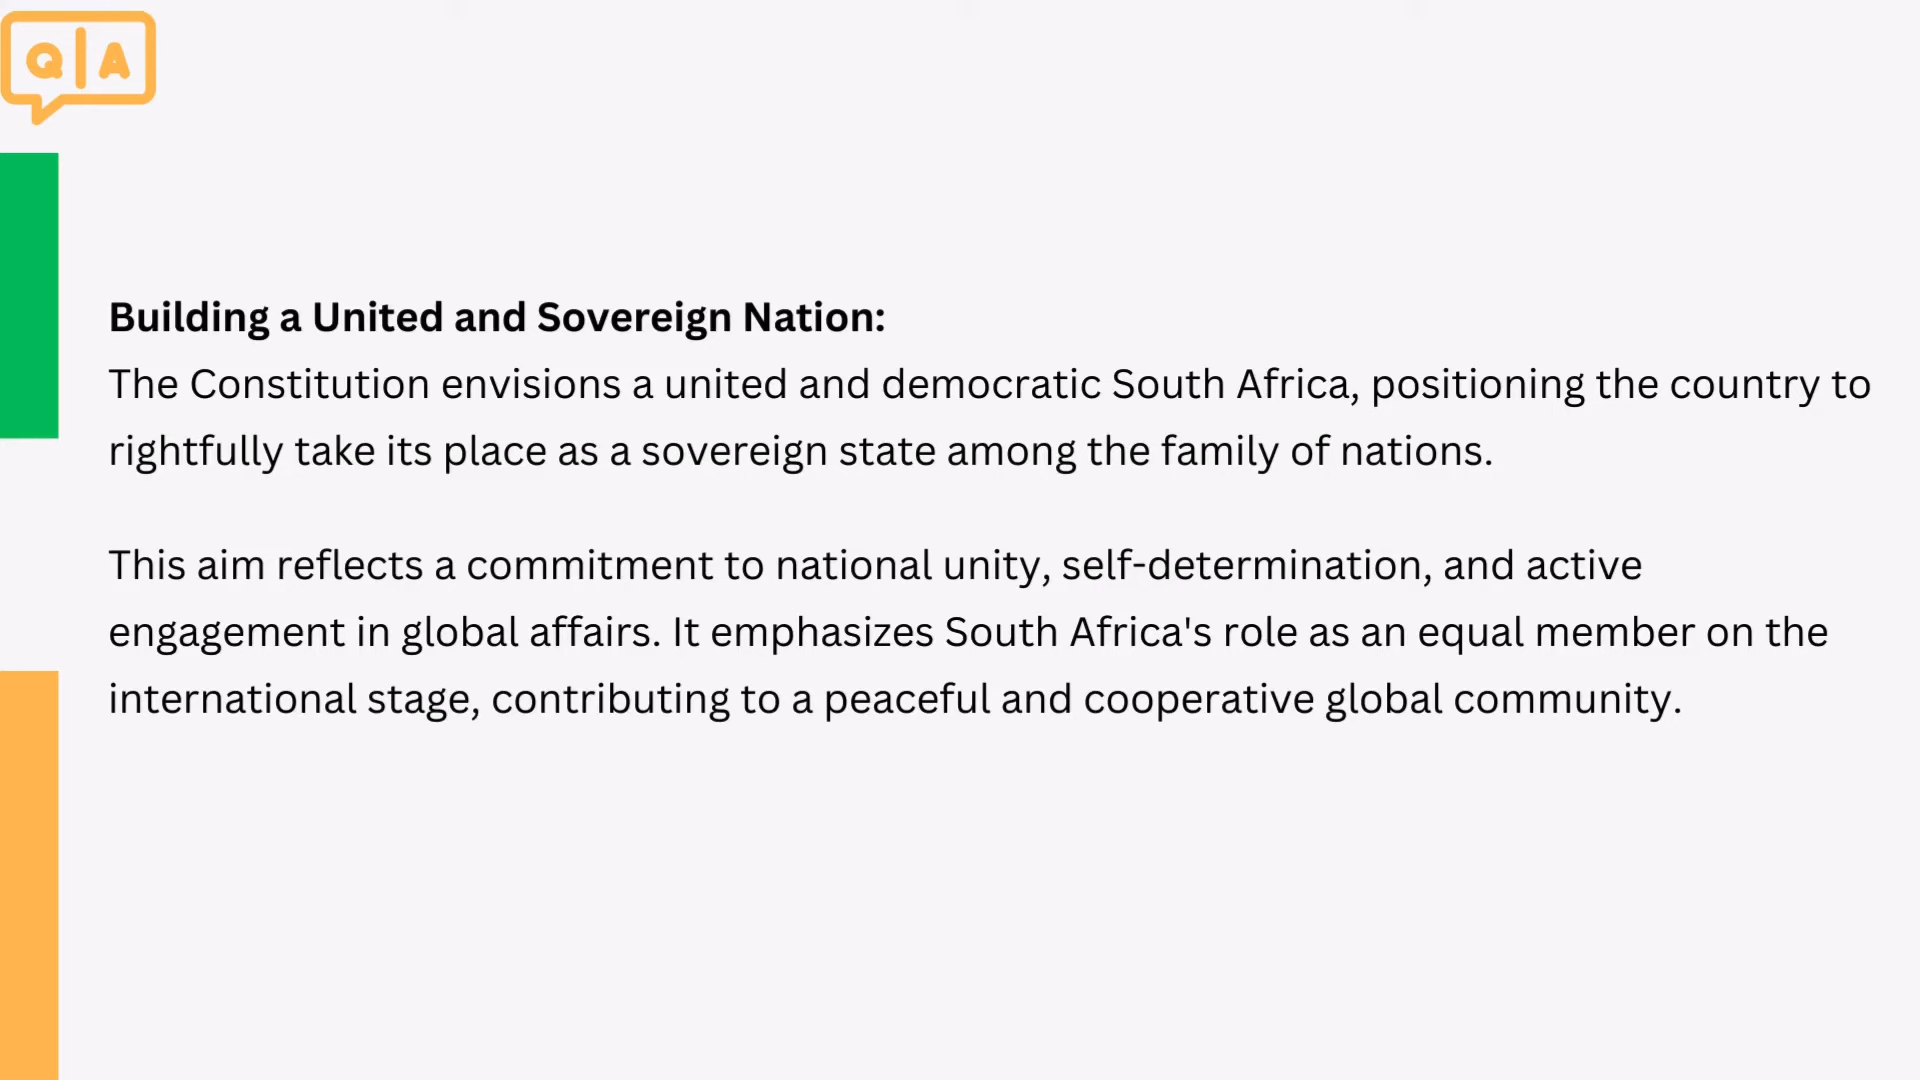 Q|A
Building a United and Sovereign Nation:
The Constitution envisions a united and democratic South Africa, positioning the country to
rightfully take its place as a sovereign state among the family of nations.
This aim reflects a commitment to national unity, self-determination, and active
engagement in global affairs. It emphasizes South Africa's role as an equal member on the
international stage, contributing to a peaceful and cooperative global community.